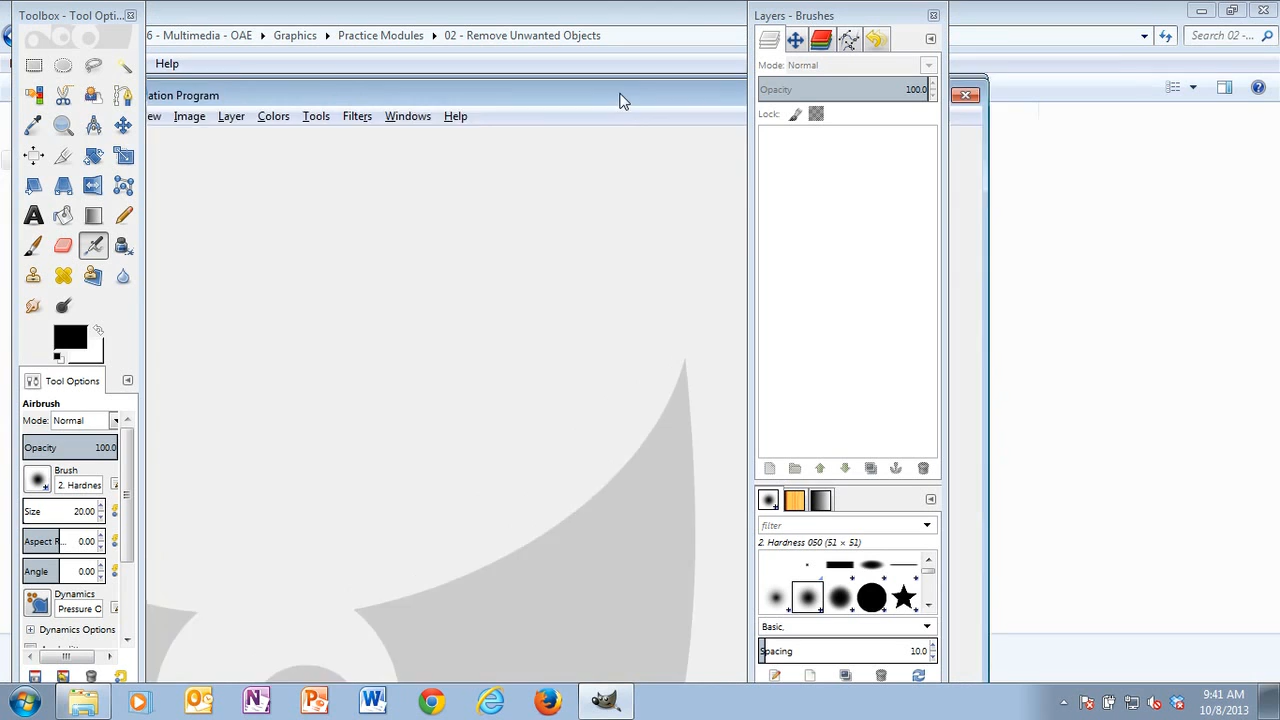 Toolbox - Tool Opti...
6 - Multimedia - OAE Graphics Practice Modules 02 - Remove Unwanted Objects
Search 02 -
Help
ation Program
ew Image Layer Colors Tools Filters Windows Help
Layers - Brushes
Mode: Normal
Opacity 100.0
Lock:
Tool Options
Airbrush
Mode: Normal
Opacity 100.0
Brush
2. Hardnes
Size 20.00
Aspect R... 0.00
Angle 0.00
Dynamics
Pressure O
Dynamics Options
filter
2. Hardness 050 (51 × 51)
Basic,
Spacing 10.0
9:41 AM
10/8/2013